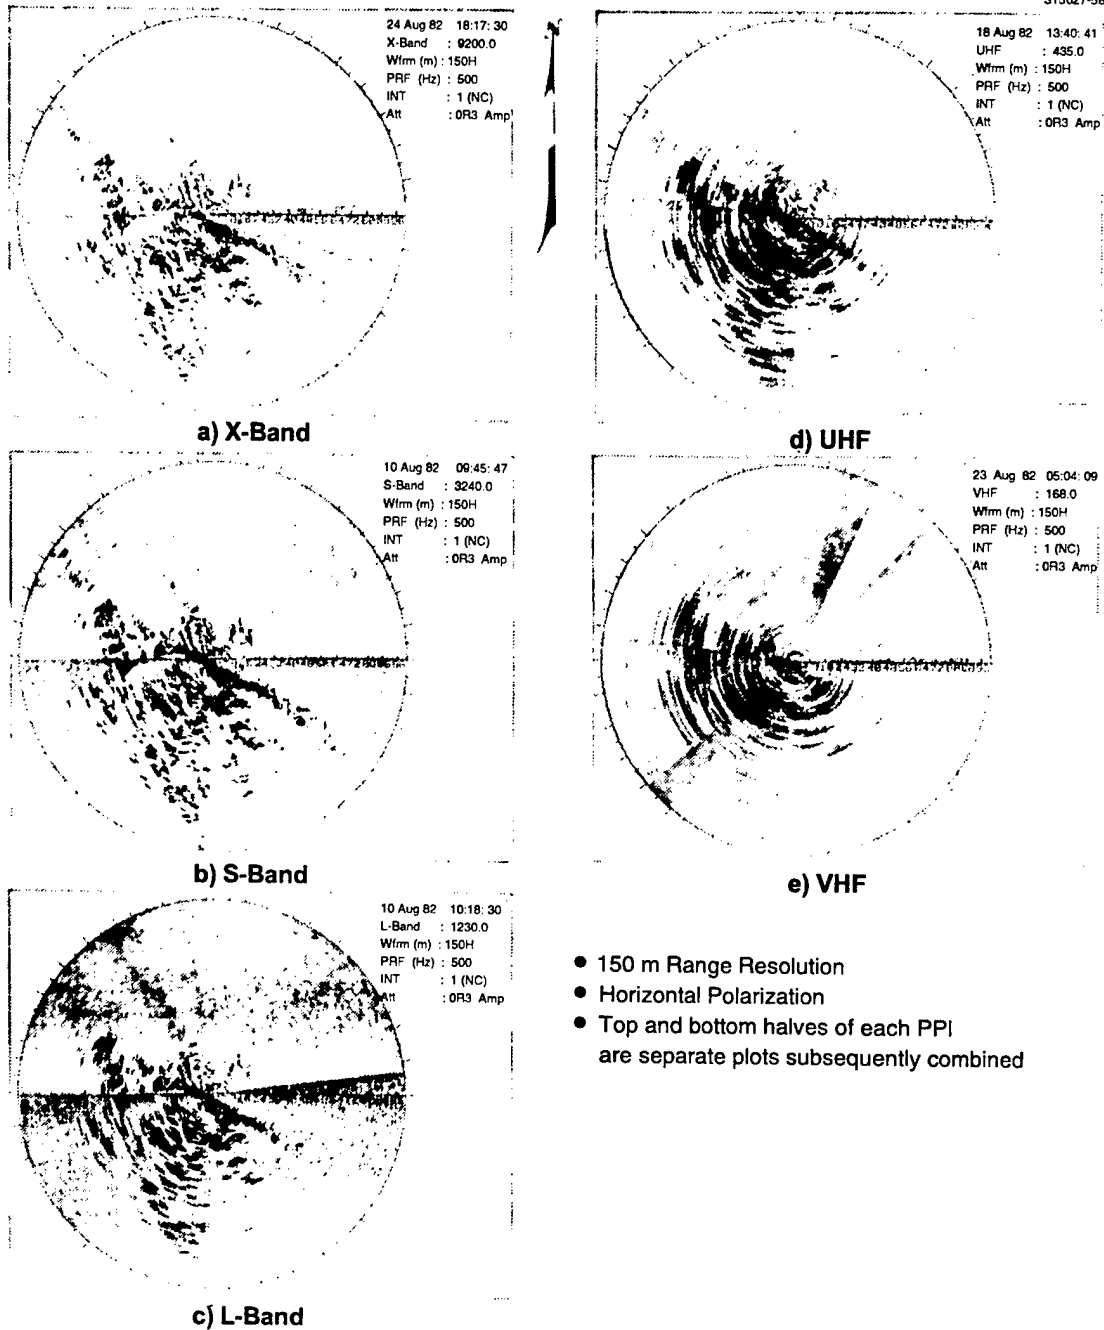 24 Aug 82 18:17: 30
X-Band : 9200.0
Wfrm (m) : 150H
PRF (Hz) : 500
INT : 1 (NC)
Att : 0R3 Amp
a) X-Band
18 Aug 82 13:40: 41
UHF : 435.0
Wfrm (m) : 150H
PRF (Hz) : 500
INT : 1 (NC)
Att : 0R3 Amp
d) UHF
10 Aug 82 09:45: 47
S-Band : 3240.0
Wfrm (m) : 150H
PRF (Hz) : 500
INT : 1 (NC)
Att : 0R3 Amp
b) S-Band
23 Aug 82 05:04: 09
VHF : 168.0
Wfrm (m) : 150H
PRF (Hz) : 500
INT : 1 (NC)
Att : 0R3 Amp
e) VHF
10 Aug 82 10:18: 30
L-Band : 1230.0
Wfrm (m) : 150H
PRF (Hz) : 500
INT : 1 (NC)
Att : 0R3 Amp
c) L-Band
● 150 m Range Resolution
● Horizontal Polarization
● Top and bottom halves of each PPI
are separate plots subsequently combined